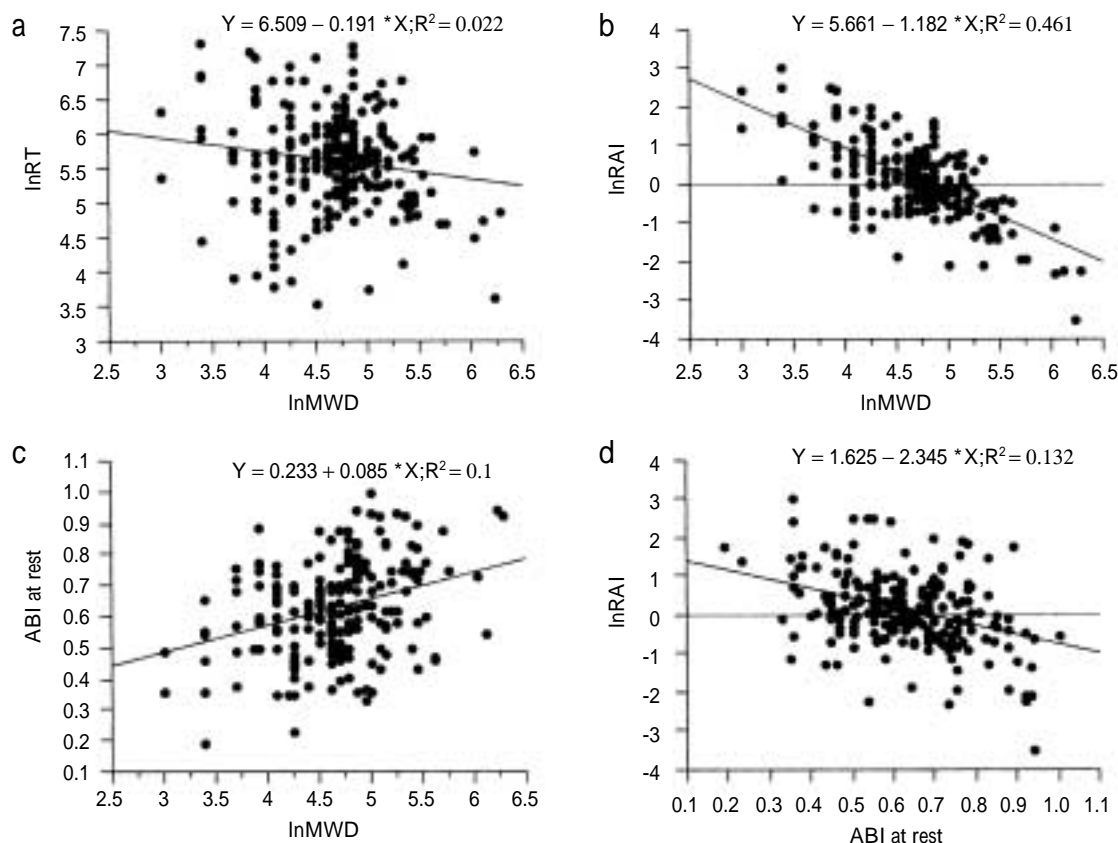 a
Y = 6.509 – 0.191 *X;R² = 0.022
7.5
7
6.5
6
5.5
5
4.5
4
3.5
3
lnRT
2.5 3 3.5 4 4.5 5 5.5 6 6.5
lnMWD
b
Y = 5.661 – 1.182 *X;R² = 0.461
4
3
2
1
0
-1
-2
-3
-4
lnRAI
2.5 3 3.5 4 4.5 5 5.5 6 6.5
lnMWD
c
Y = 0.233 + 0.085 *X;R² = 0.1
1.1
1.0
0.9
0.8
0.7
0.6
0.5
0.4
0.3
0.2
0.1
ABI at rest
2.5 3 3.5 4 4.5 5 5.5 6 6.5
lnMWD
d
Y = 1.625 – 2.345 *X;R² = 0.132
4
3
2
1
0
-1
-2
-3
-4
lnRAI
0.1 0.2 0.3 0.4 0.5 0.6 0.7 0.8 0.9 1.0 1.1
ABI at rest